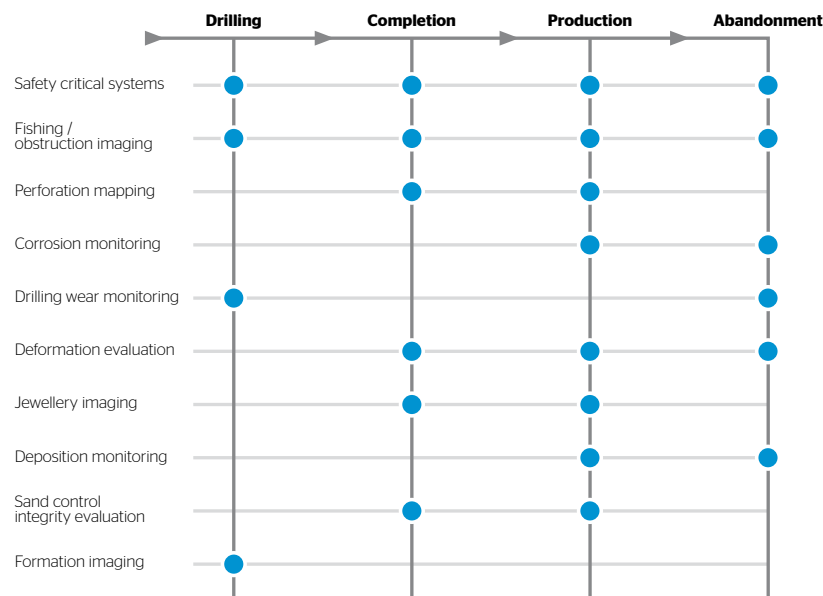 Drilling
Completion
Production
Abandonment
Safety critical systems
Fishing /
obstruction imaging
Perforation mapping
Corrosion monitoring
Drilling wear monitoring
Deformation evaluation
Jewellery imaging
Deposition monitoring
Sand control
integrity evaluation
Formation imaging